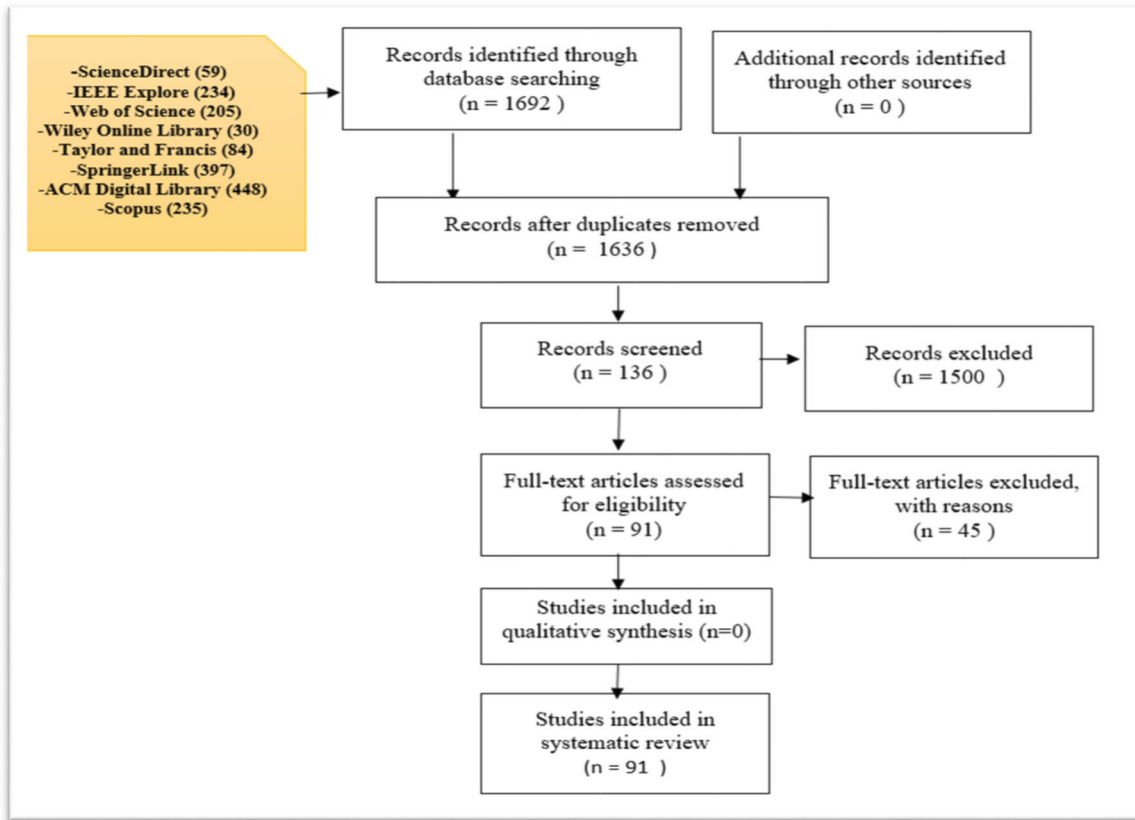 -ScienceDirect (59)
-IEEE Explore (234)
-Web of Science (205)
-Wiley Online Library (30)
-Taylor and Francis (84)
-SpringerLink (397)
-ACM Digital Library (448)
-Scopus (235)
Records identified through
database searching
(n = 1692 )
Additional records identified
through other sources
(n = 0 )
Records after duplicates removed
(n = 1636 )
Records screened
(n = 136 )
Records excluded
(n = 1500 )
Full-text articles assessed
for eligibility
(n = 91)
Full-text articles excluded,
with reasons
(n = 45 )
Studies included in
qualitative synthesis (n=0)
Studies included in
systematic review
(n = 91 )